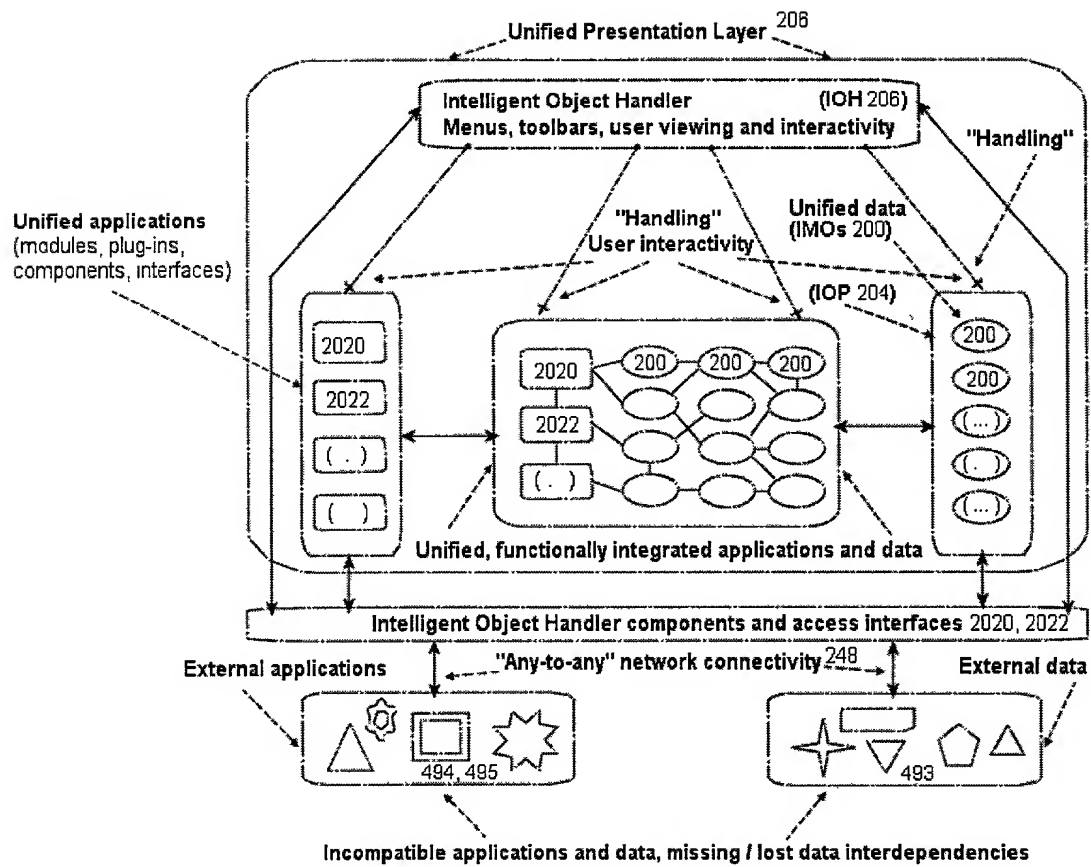 Unified Presentation Layer 206
Intelligent Object Handler (IOH 206)
Menus, toolbars, user viewing and interactivity
"Handling"
Unified applications
(modules, plug-ins,
components, interfaces)
"Handling"
User interactivity
Unified data
(IMOs 200)
(IOP 204)
2020
2022
( . )
( )
2020
2022
( . )
200
200
200
200
200
(...)
( . )
(...)
Unified, functionally integrated applications and data
Intelligent Object Handler components and access interfaces 2020, 2022
External applications
"Any-to-any" network connectivity 248
External data
494, 495
493
Incompatible applications and data, missing / lost data interdependencies